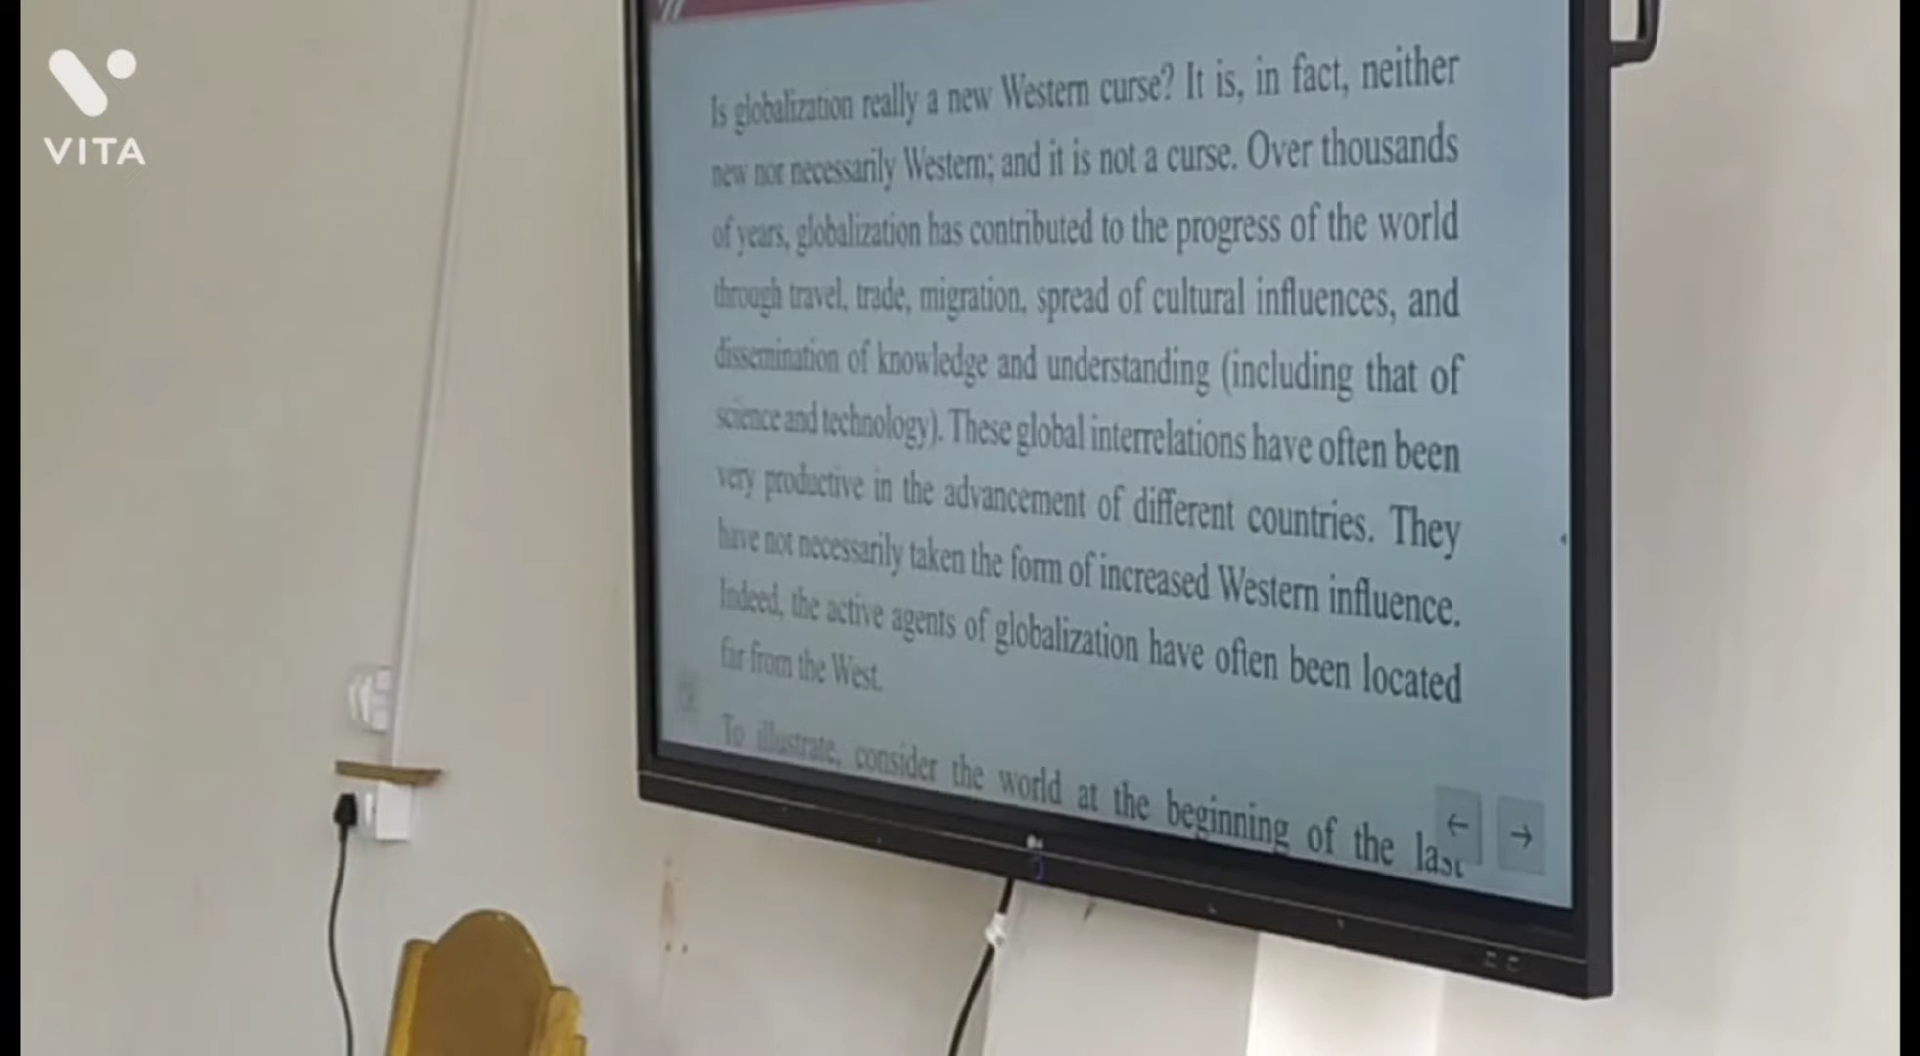 VITA
Is globalization really a new Western curse? It is, in fact, neither
new nor necessarily Western; and it is not a curse. Over thousands
of years, globalization has contributed to the progress of the world
through travel, trade, migration, spread of cultural influences, and
dissemination of knowledge and understanding (including that of
science and technology). These global interrelations have often been
very productive in the advancement of different countries. They
have not necessarily taken the form of increased Western influence.
Indeed, the active agents of globalization have often been located
far from the West.
To illustrate, consider the world at the beginning of the last
← →